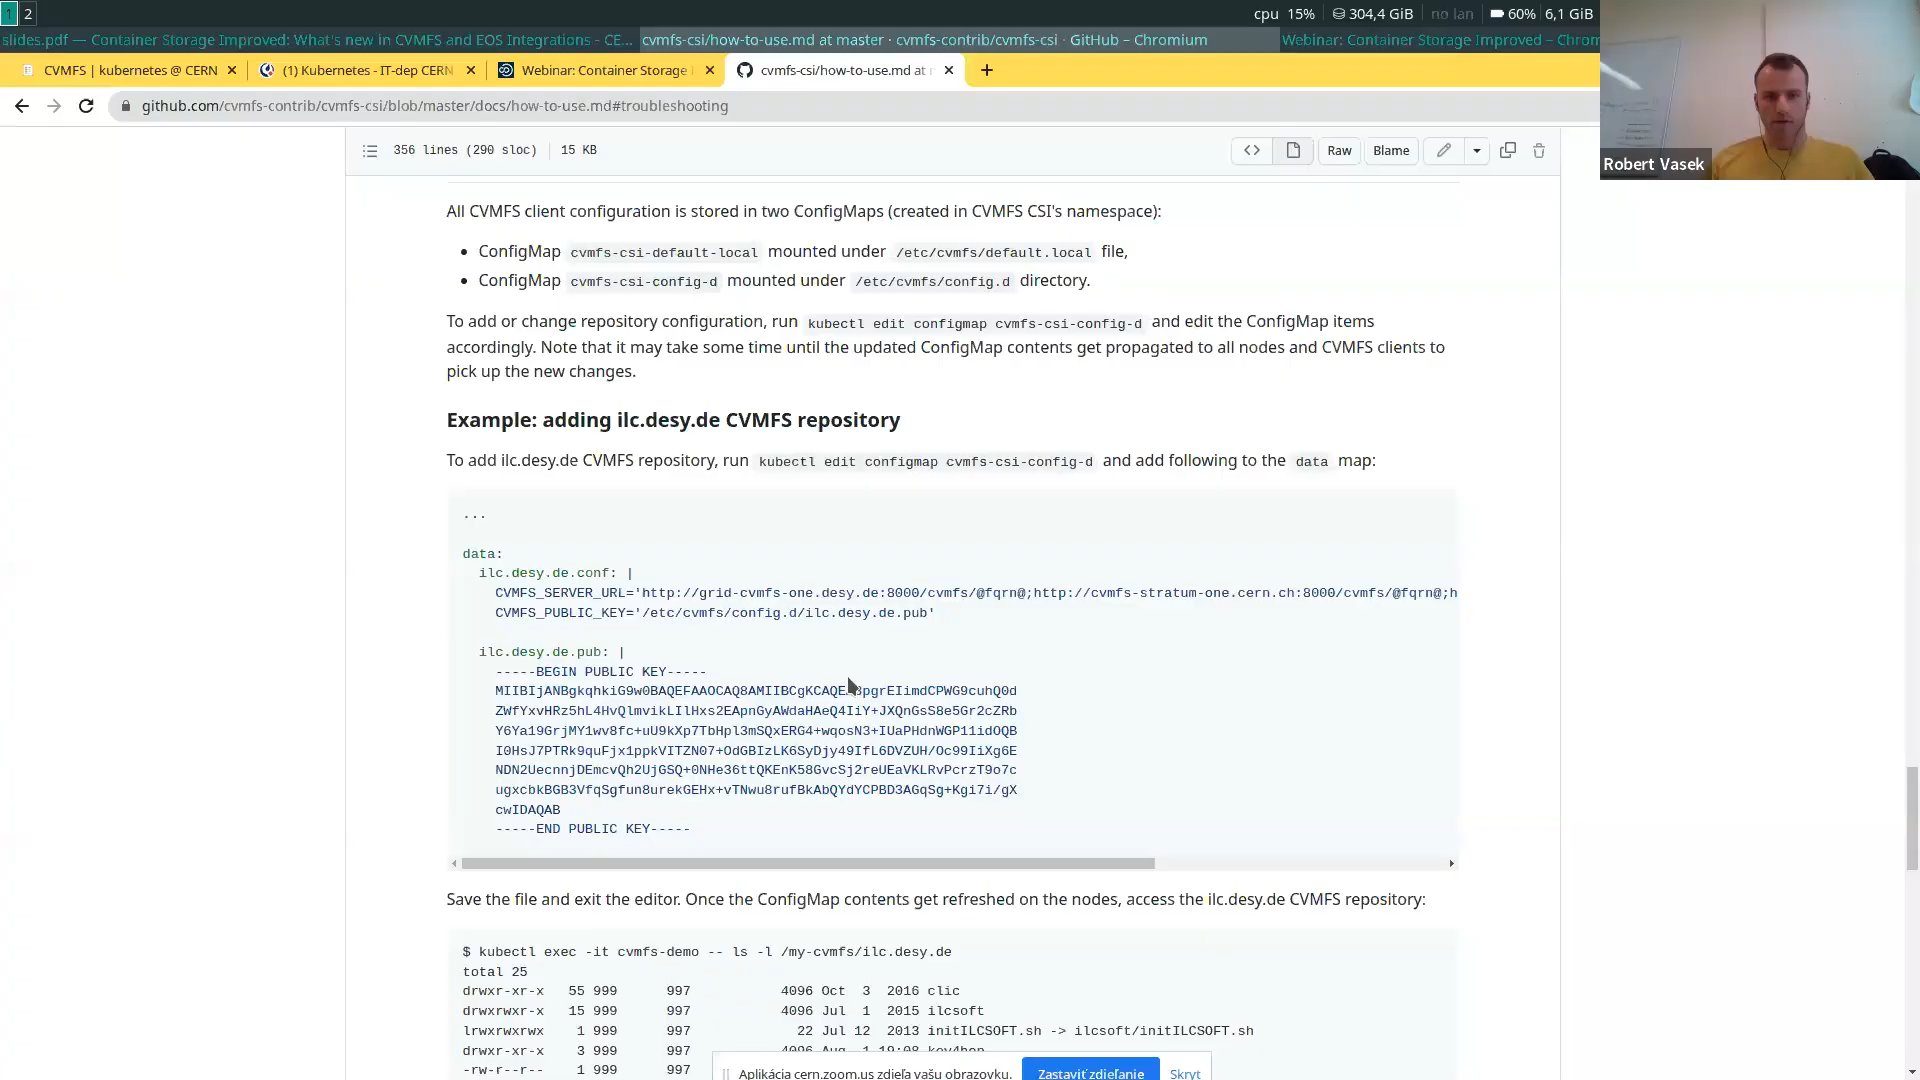 1 2 cpu 15% 304,4 GiB no lan 60% 6,1 GiB
slides.pdf — Container Storage Improved: What's new in CVMFS and EOS Integrations - CE... cvmfs-csi/how-to-use.md at master · cvmfs-contrib/cvmfs-csi · GitHub – Chromium Webinar: Container Storage Improved – Chrom
CVMFS | kubernetes @ CERN (1) Kubernetes - IT-dep CERN Webinar: Container Storage cvmfs-csi/how-to-use.md at
github.com/cvmfs-contrib/cvmfs-csi/blob/master/docs/how-to-use.md#troubleshooting
356 lines (290 sloc) 15 KB Raw Blame
Robert Vasek
All CVMFS client configuration is stored in two ConfigMaps (created in CVMFS CSI's namespace):
• ConfigMap cvmfs-csi-default-local mounted under /etc/cvmfs/default.local file,
• ConfigMap cvmfs-csi-config-d mounted under /etc/cvmfs/config.d directory.
To add or change repository configuration, run kubectl edit configmap cvmfs-csi-config-d and edit the ConfigMap items
accordingly. Note that it may take some time until the updated ConfigMap contents get propagated to all nodes and CVMFS clients to
pick up the new changes.
Example: adding ilc.desy.de CVMFS repository
To add ilc.desy.de CVMFS repository, run kubectl edit configmap cvmfs-csi-config-d and add following to the data map:
...
data:
ilc.desy.de.conf: |
CVMFS_SERVER_URL='http://grid-cvmfs-one.desy.de:8000/cvmfs/@fqrn@;http://cvmfs-stratum-one.cern.ch:8000/cvmfs/@fqrn@;h
CVMFS_PUBLIC_KEY='/etc/cvmfs/config.d/ilc.desy.de.pub'
ilc.desy.de.pub: |
-----BEGIN PUBLIC KEY-----
MIIBIjANBgkqhkiG9w0BAQEFAAOCAQ8AMIIBCgKCAQE pgrEIimdCPWG9cuhQ0d
ZWfYxvHRz5hL4HvQlmvikLIlHxs2EApnGyAWdaHAeQ4IiY+JXQnGsS8e5Gr2cZRb
Y6Ya19GrjMY1wv8fc+uU9kXp7TbHpl3mSQxERG4+wqosN3+IUaPHdnWGP11idOQB
I0HsJ7PTRk9quFjx1ppkVITZN07+OdGBIzLK6SyDjy49IfL6DVZUH/Oc99IiXg6E
NDN2UecnnjDEmcvQh2UjGSQ+0NHe36ttQKEnK58GvcSj2reUEaVKLRvPcrzT9o7c
ugxcbkBGB3VfqSgfun8urekGEHx+vTNwu8rufBkAbQYdYCPBD3AGqSg+Kgi7i/gX
cwIDAQAB
-----END PUBLIC KEY-----
Save the file and exit the editor. Once the ConfigMap contents get refreshed on the nodes, access the ilc.desy.de CVMFS repository:
$ kubectl exec -it cvmfs-demo -- ls -l /my-cvmfs/ilc.desy.de
total 25
drwxr-xr-x 55 999 997 4096 Oct 3 2016 clic
drwxrwxr-x 15 999 997 4096 Jul 1 2015 ilcsoft
lrwxrwxrwx 1 999 997 22 Jul 12 2013 initILCSOFT.sh -> ilcsoft/initILCSOFT.sh
drwxr-xr-x 3 999 997 4096 Aug 1 19:08 key4hep
-rw-r--r-- 1 999 997
Aplikácia cern.zoom.us zdieľa vašu obrazovku. Zastaviť zdieľanie Skryť